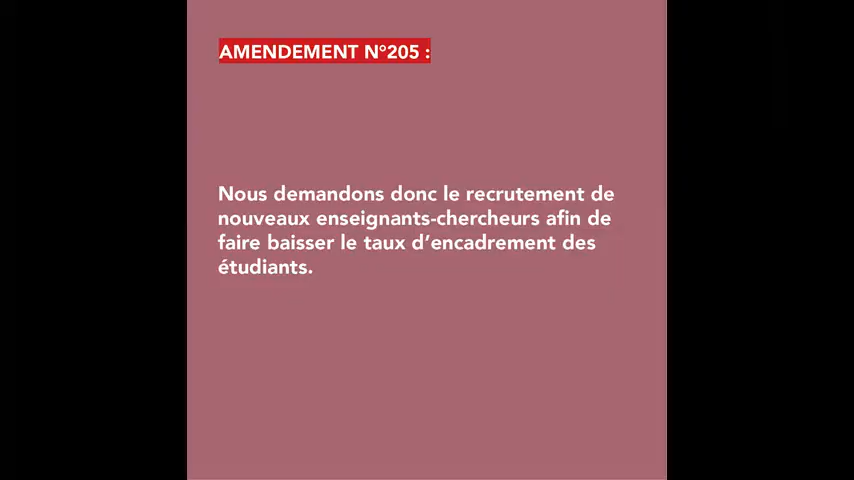 AMENDEMENT N°205 :
Nous demandons donc le recrutement de
nouveaux enseignants-chercheurs afin de
faire baisser le taux d’encadrement des
étudiants.